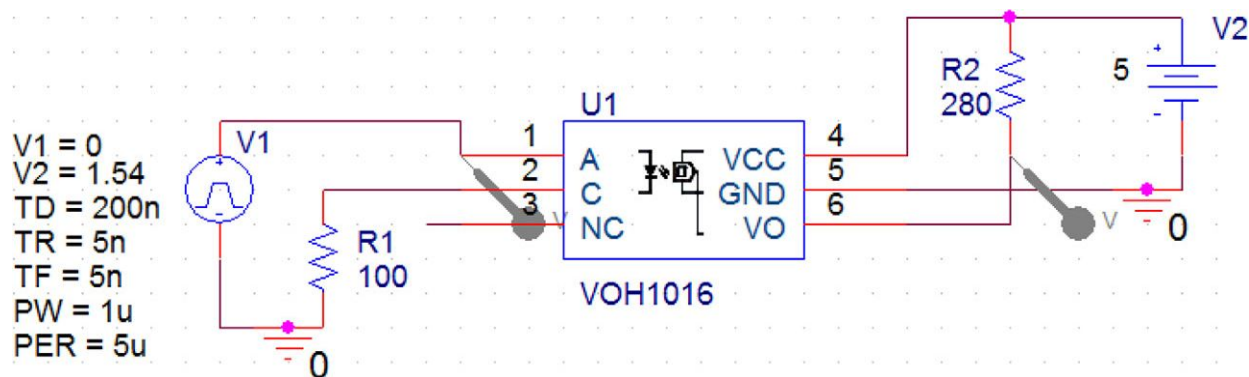 V1 = 0
V2 = 1.54
TD = 200n
TR = 5n
TF = 5n
PW = 1u
PER = 5u
V1
0
R1
100
U1
1
2
3
A
C
NC
VCC
GND
VO
4
5
6
VOH1016
V
R2
280
5
V2
V
0